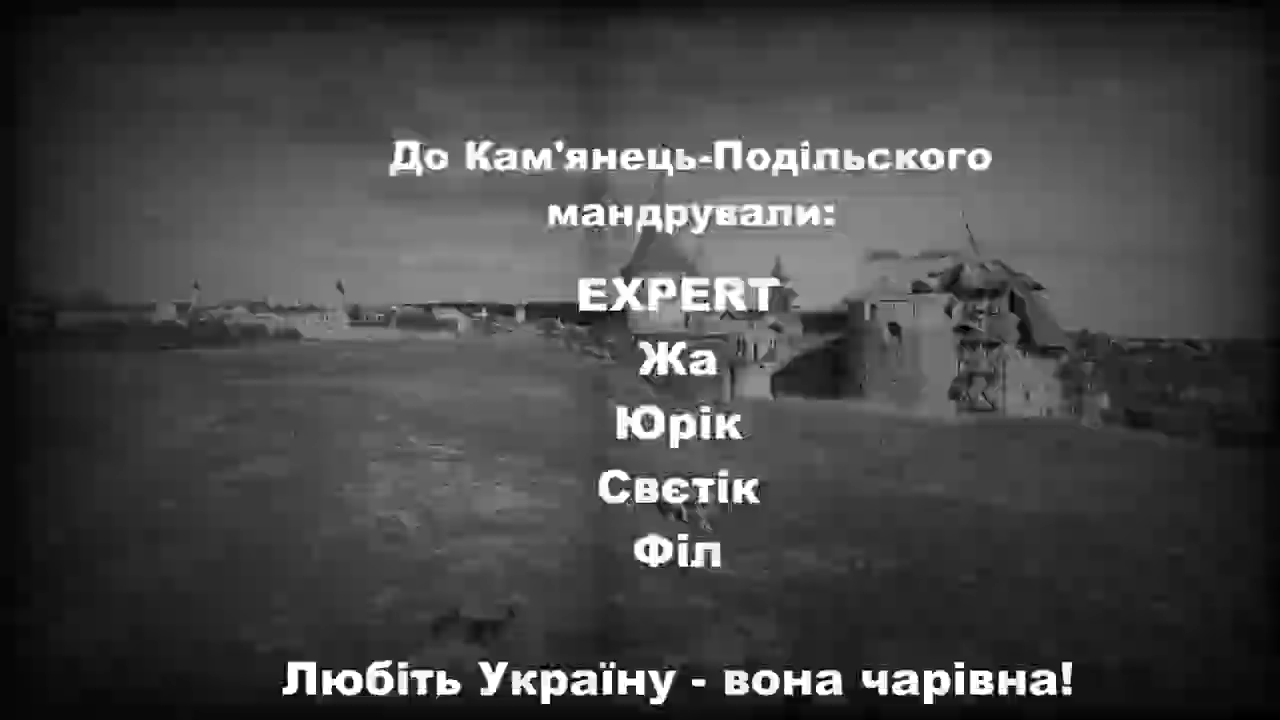 До Кам'янець-Подільского
мандрували:
EXPERT
Жа
Юрік
Свєтік
Філ
Любіть Україну - вона чарівна!